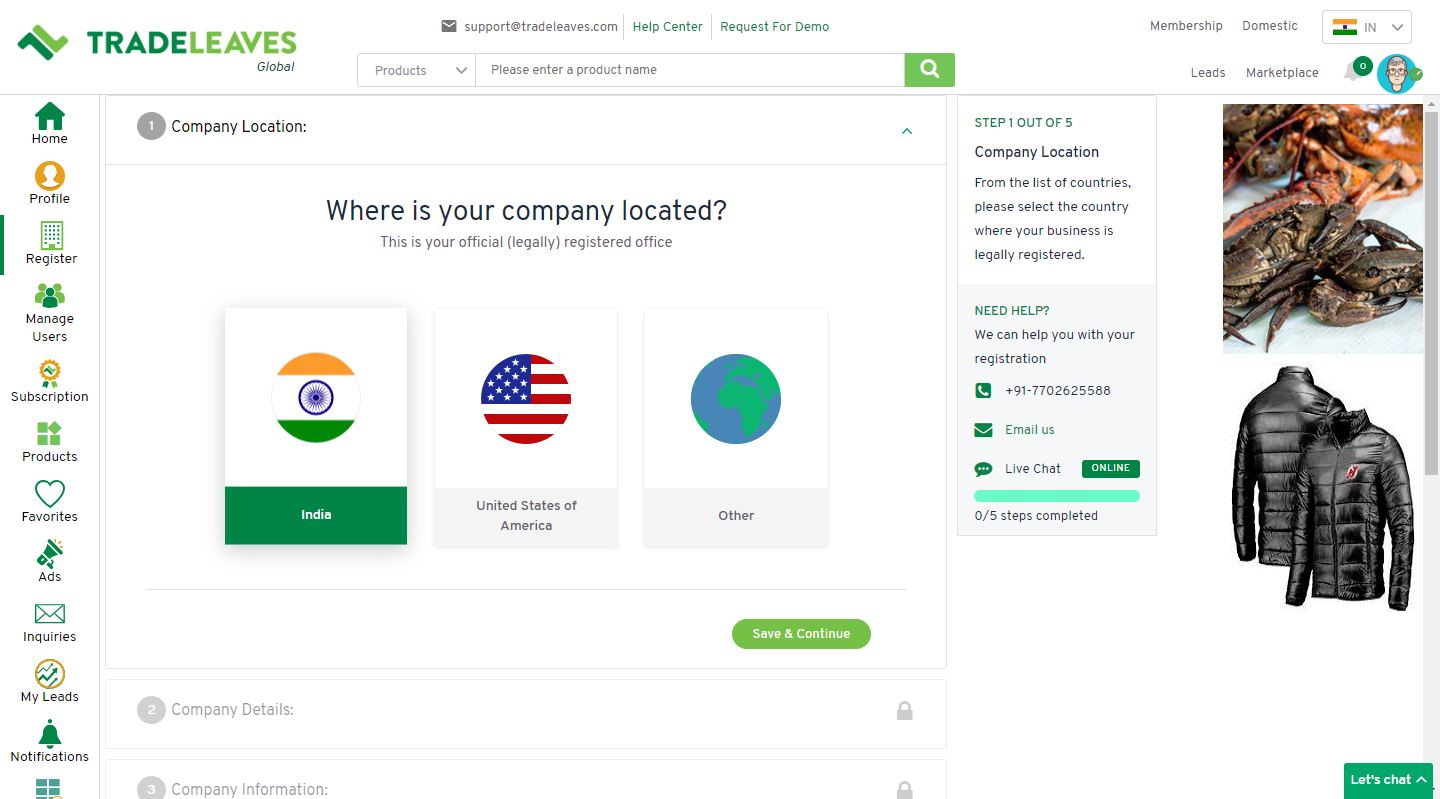 TRADELEAVES
Global
support@tradeleaves.com
Help Center
Request For Demo
Membership
Domestic
IN
Products
Please enter a product name
Leads
Marketplace
0
Home
Profile
Register
Manage
Users
Subscription
Products
Favorites
Ads
Inquiries
My Leads
Notifications
1 Company Location:
Where is your company located?
This is your official (legally) registered office
India
United States of
America
Other
Save & Continue
2 Company Details:
3 Company Information:
STEP 1 OUT OF 5
Company Location
From the list of countries,
please select the country
where your business is
legally registered.
NEED HELP?
We can help you with your
registration
+91-7702625588
Email us
Live Chat
ONLINE
0/5 steps completed
Let's chat